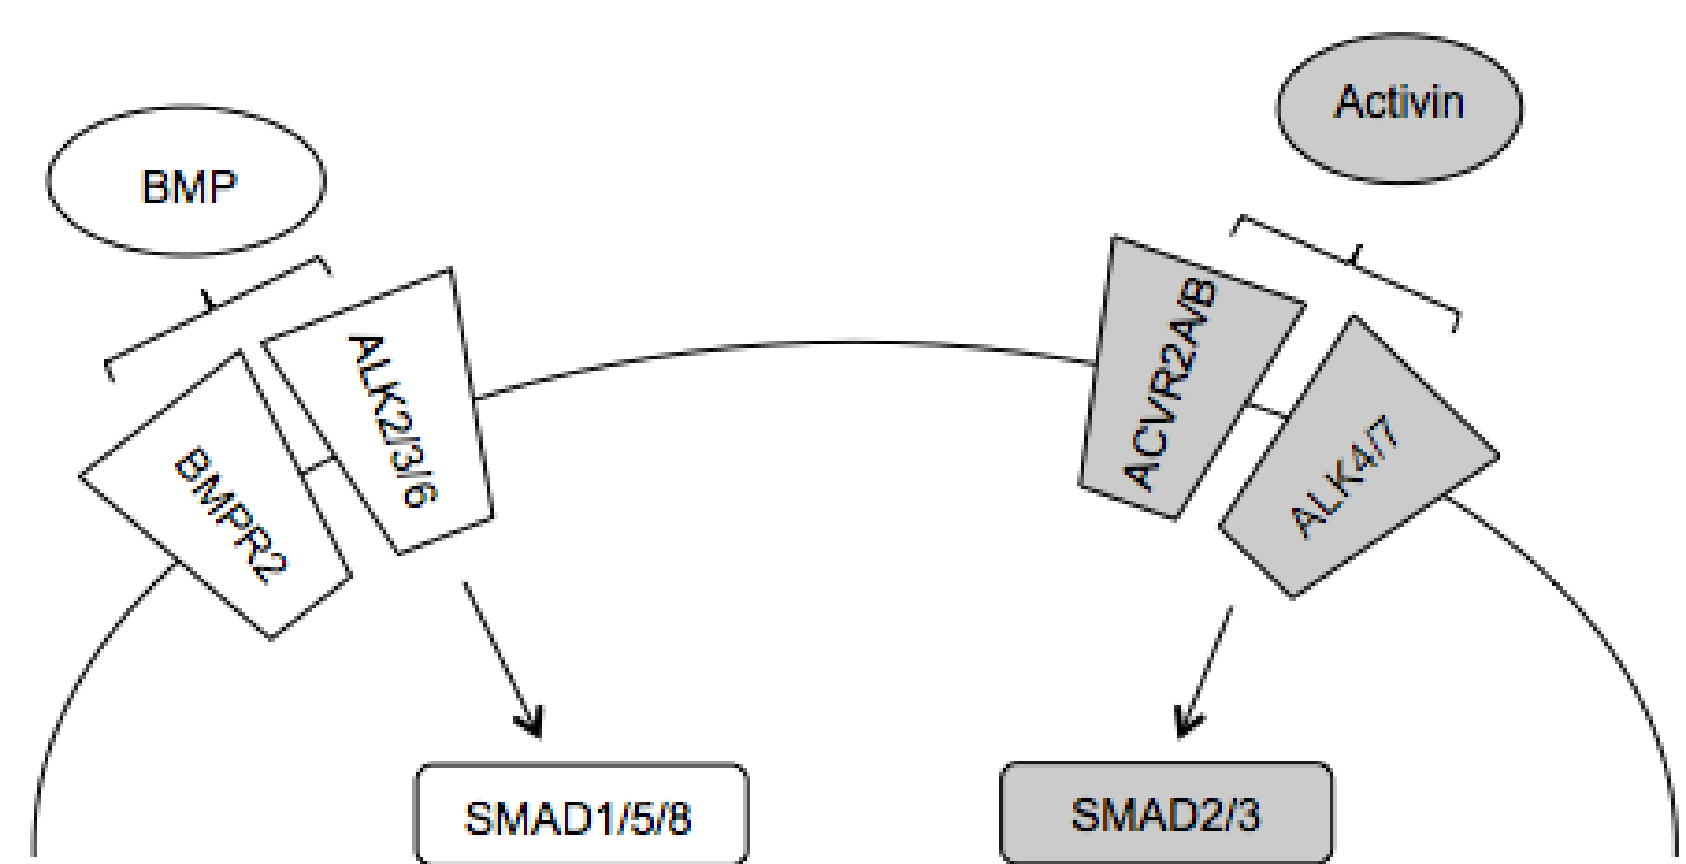 Activin
BMP
ACVR2A/B
ALK2/3/6
ALK4/7
BMPR2
SMAD1/5/8
SMAD2/3